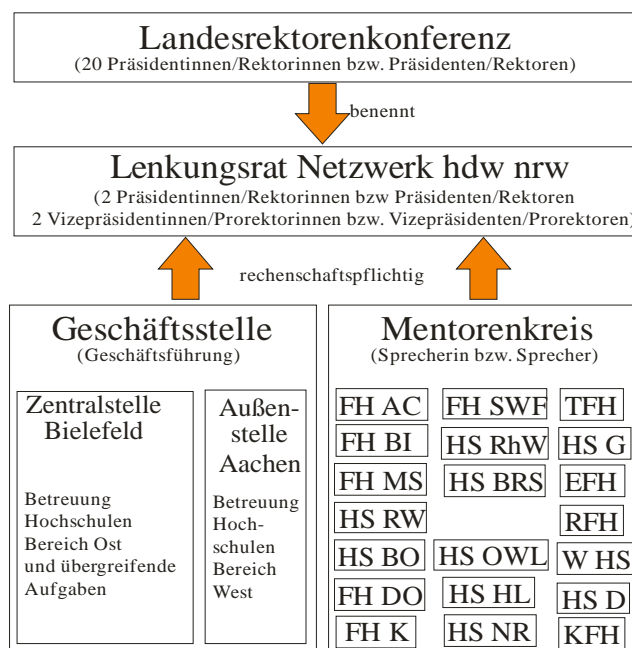 Landesrektorenkonferenz
(20 Präsidentinnen/Rektorinnen bzw. Präsidenten/Rektoren)
benennt
Lenkungsrat Netzwerk hdw nrw
(2 Präsidentinnen/Rektorinnen bzw Präsidenten/Rektoren
2 Vizepräsidentinnen/Prorektorinnen bzw. Vizepräsidenten/Prorektoren)
rechenschaftspflichtig
Geschäftsstelle
(Geschäftsführung)
Zentralstelle
Bielefeld
Betreuung
Hochschulen
Bereich Ost
und übergreifende
Aufgaben
Außen-
stelle
Aachen
Betreuung
Hoch-
schulen
Bereich
West
Mentorenkreis
(Sprecherin bzw. Sprecher)
FH AC
FH BI
FH MS
HS RW
HS BO
FH DO
FH K
FH SWF
HS RhW
HS BRS
HS OWL
HS HL
HS NR
TFH
HS G
EFH
RFH
W HS
HS D
KFH